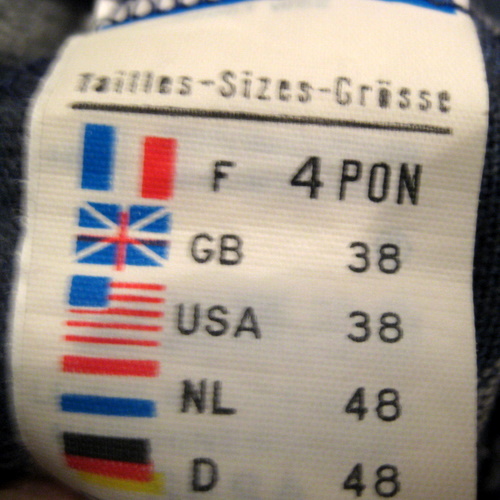 Tailles-Sizes-Grösse
F 4 PON
GB 38
USA 38
NL 48
D 48